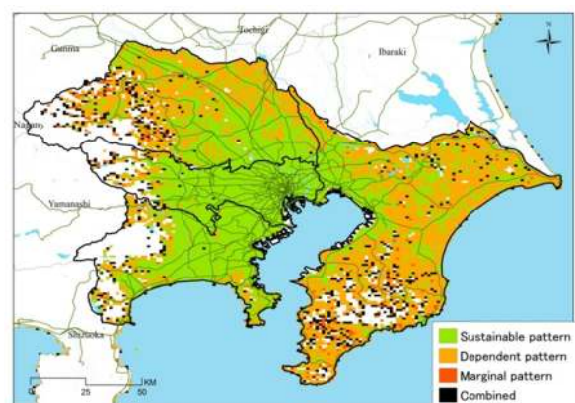 Tochigi
Gunma
Ibaraki
N
Nagano
Yamanashi
Shizuoka
Sustainable pattern
Dependent pattern
Marginal pattern
Combined
KM
0 25 50